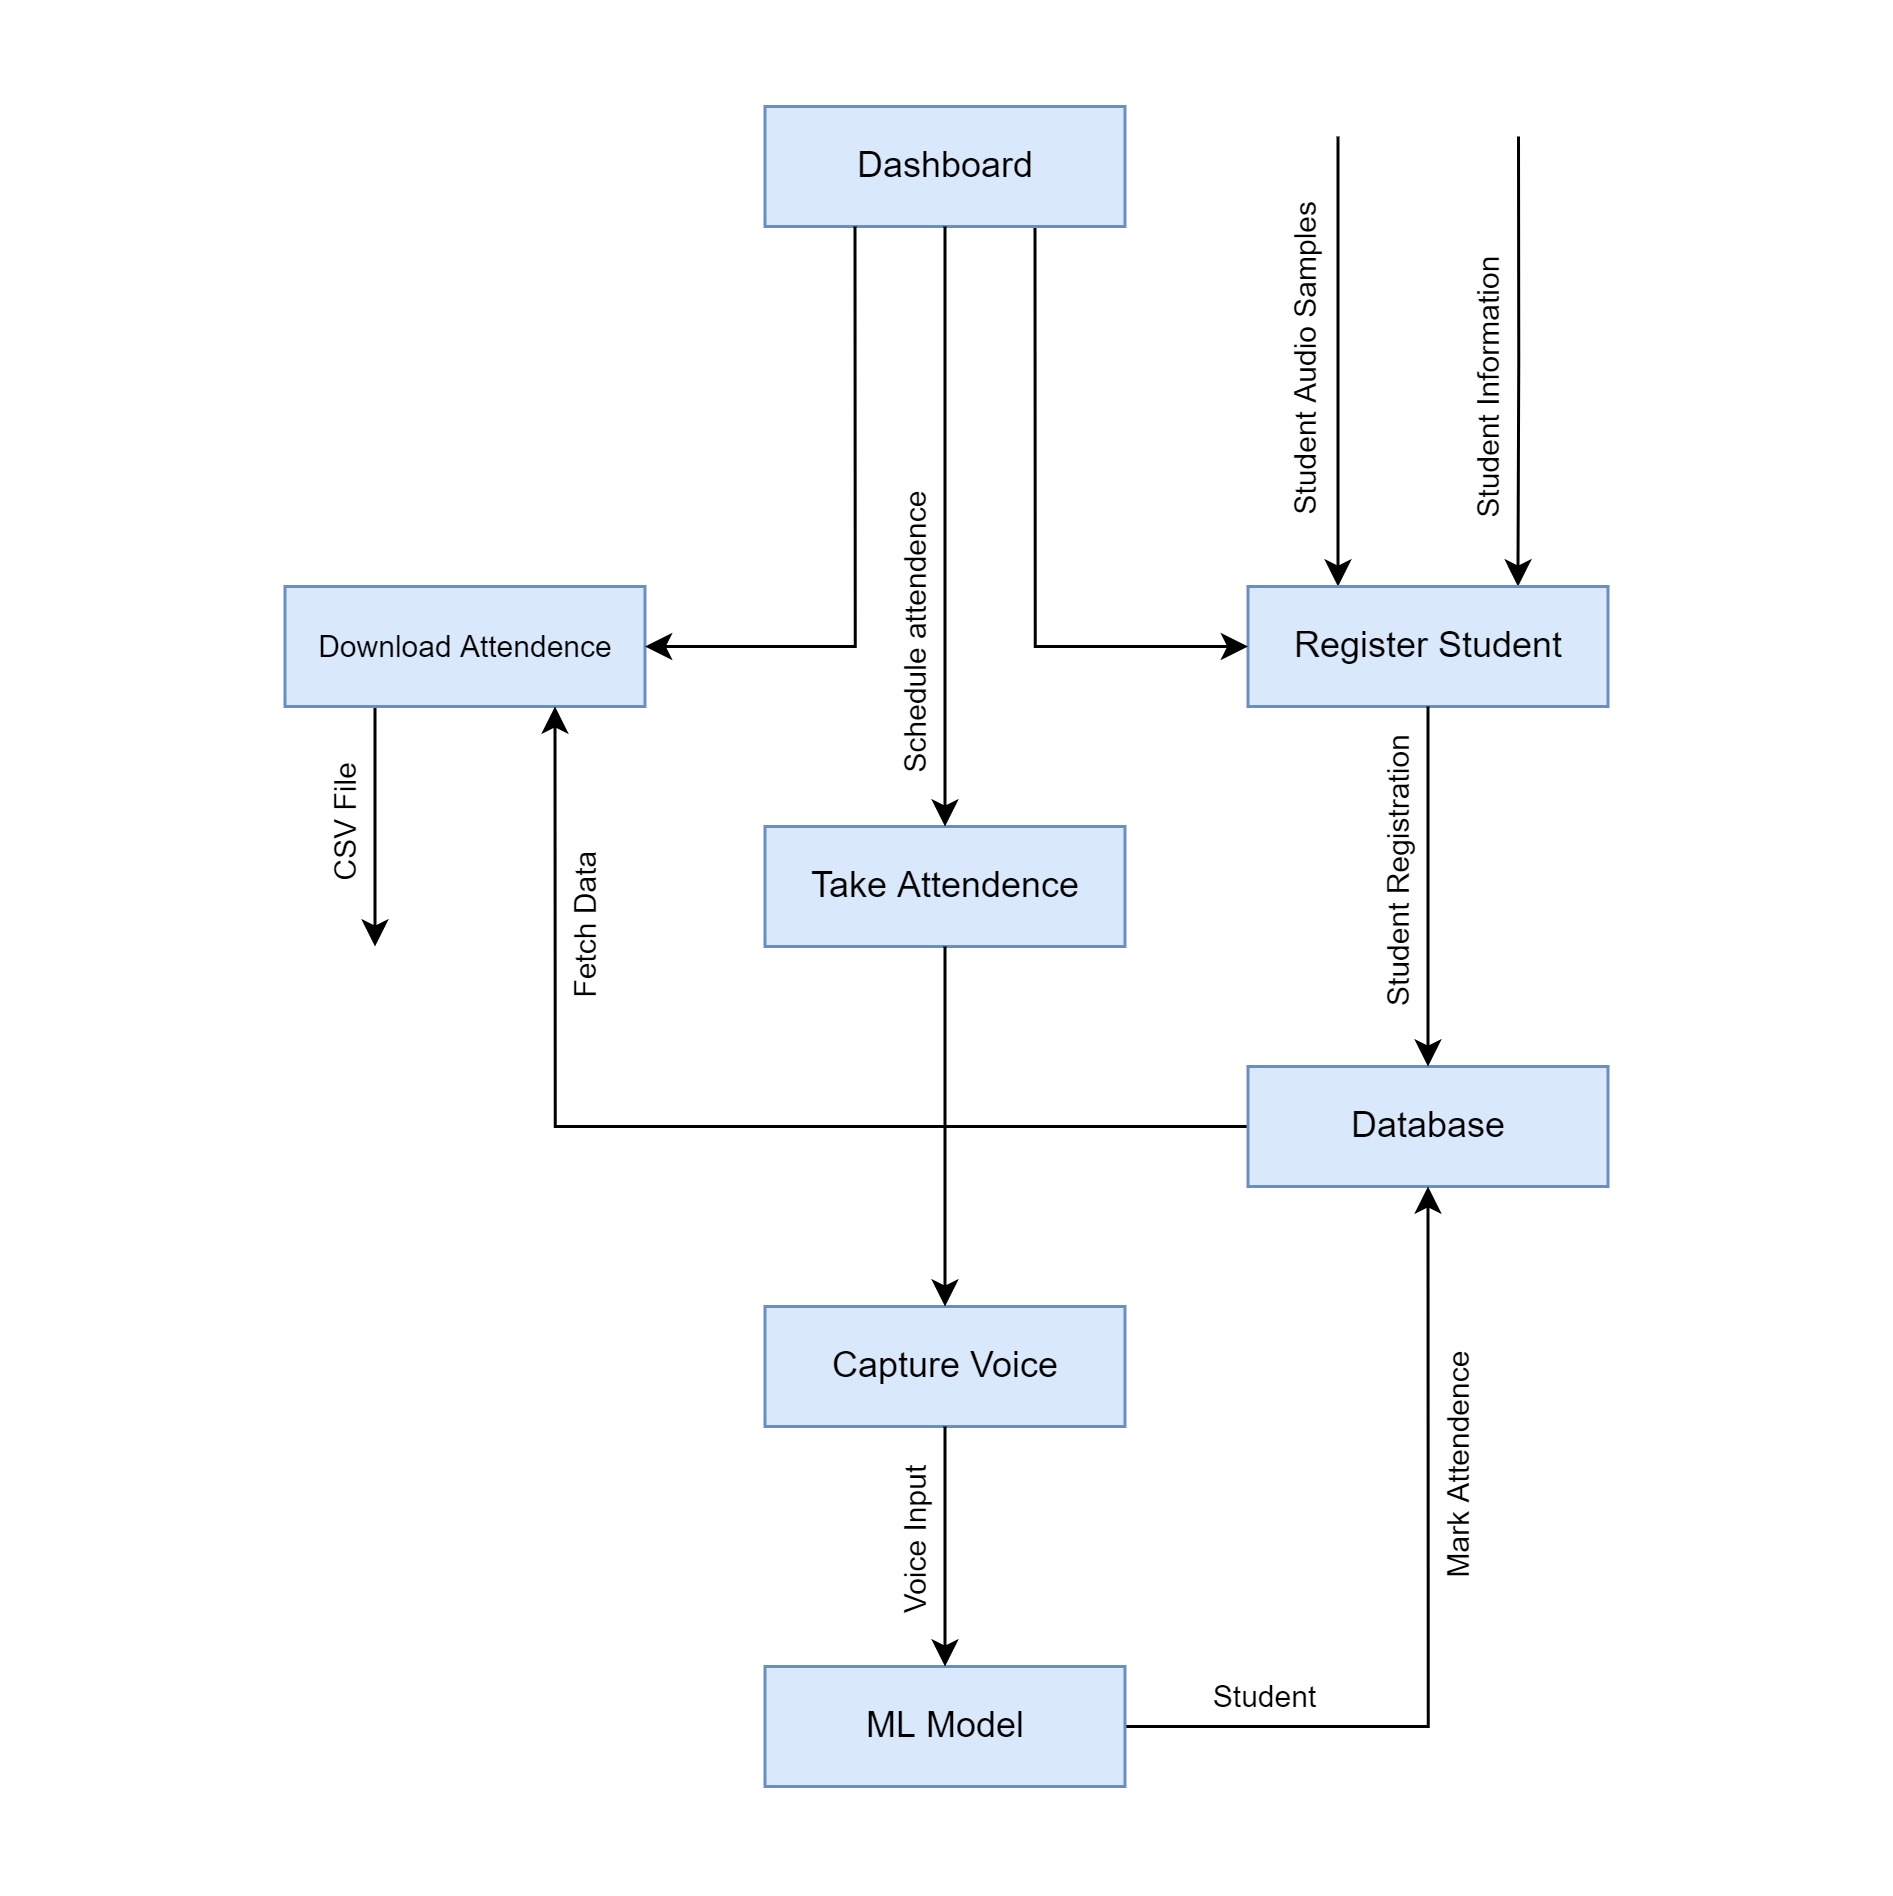 Dashboard
Student Audio Samples
Student Information
Schedule attendence
Download Attendence
Register Student
CSV File
Fetch Data
Take Attendence
Student Registration
Database
Capture Voice
Voice Input
Mark Attendence
Student
ML Model